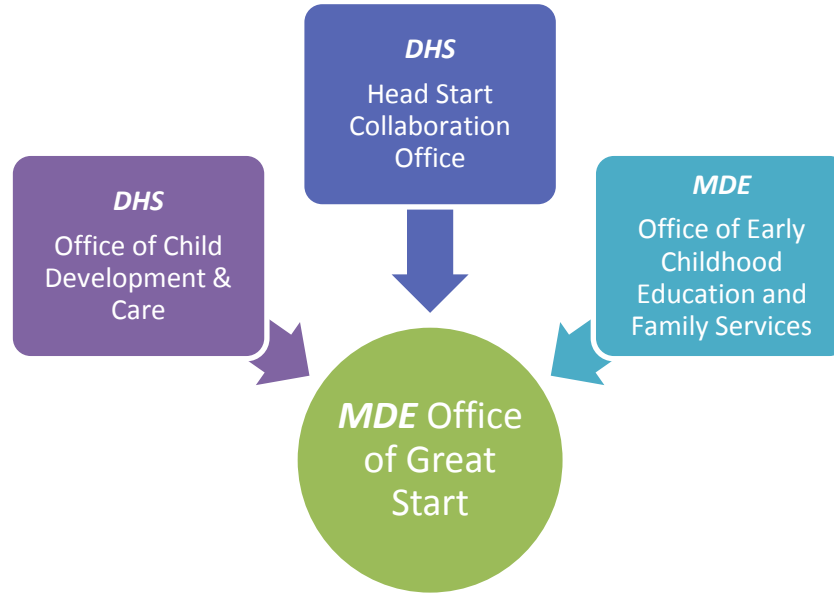 DHS
Head Start
Collaboration
Office
DHS
Office of Child
Development &
Care
MDE
Office of Early
Childhood
Education and
Family Services
MDE Office
of Great
Start